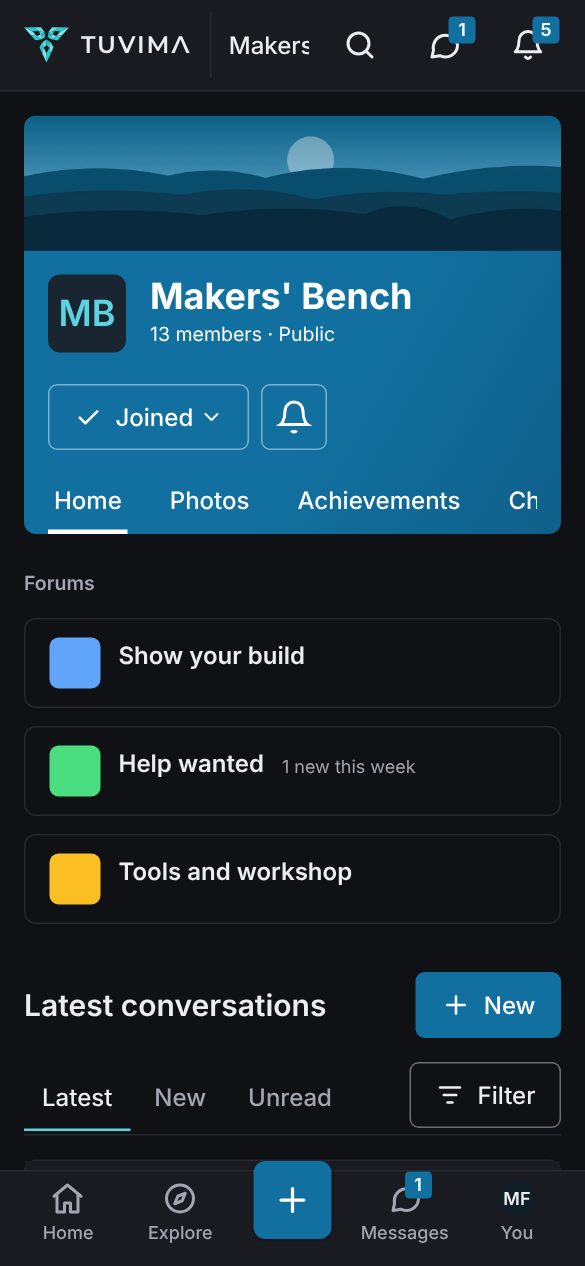 TUVIMA
Makers
1
5
MB
Makers' Bench
13 members · Public
Joined
Home
Photos
Achievements
Ch
Forums
Show your build
Help wanted
1 new this week
Tools and workshop
Latest conversations
New
Latest
New
Unread
Filter
Home
Explore
1
Messages
MF
You